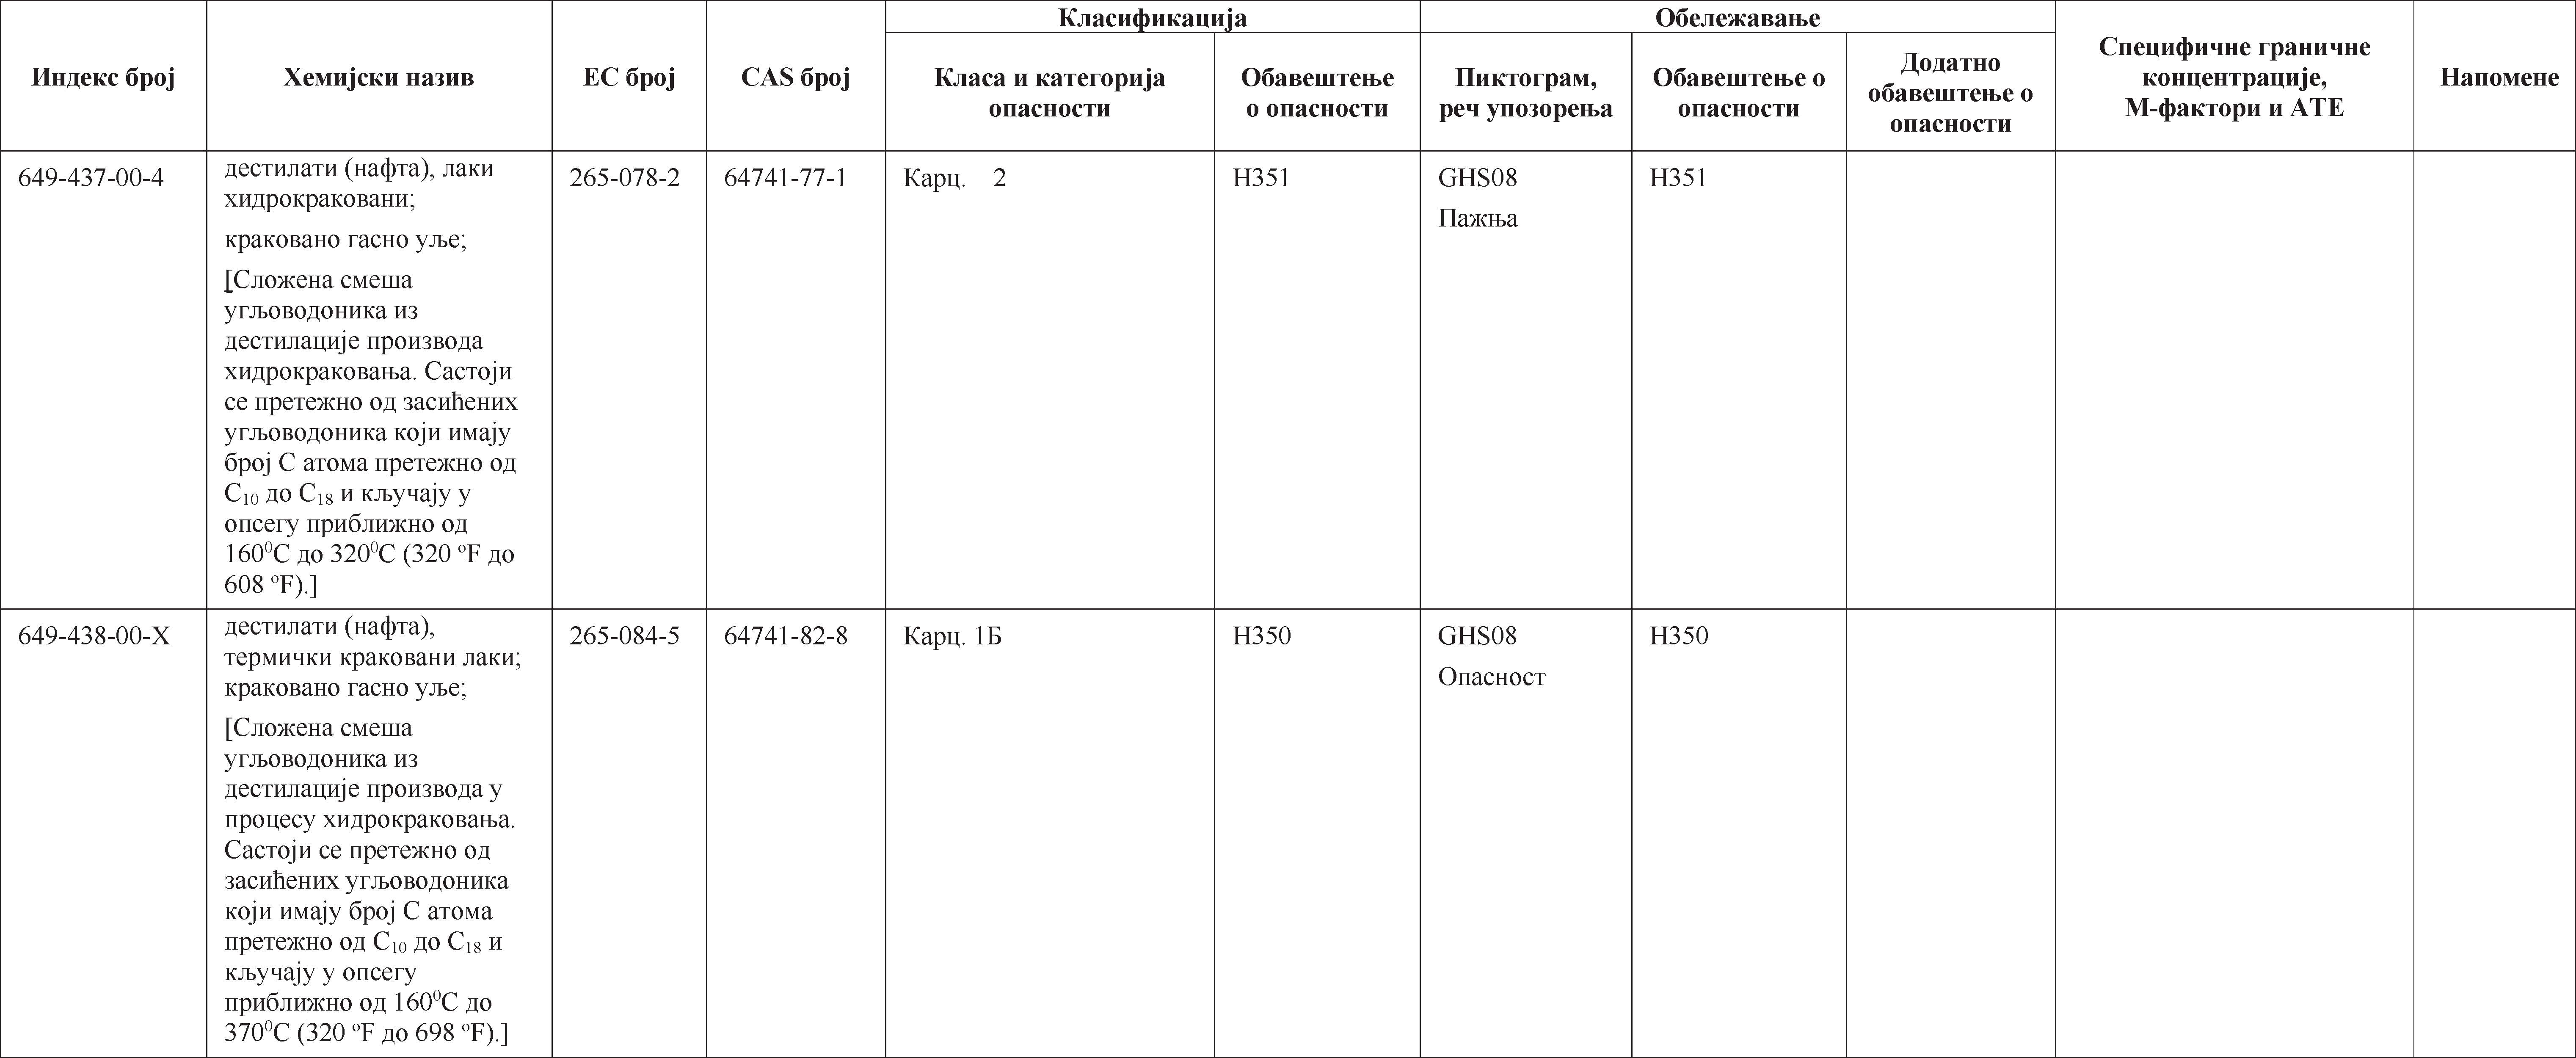 Класификација
Обележавање
Индекс број
Хемијски назив
ЕС број
CAS број
Класа и категорија
опасности
Обавештење
о опасности
Пиктограм,
реч упозорења
Обавештење о
опасности
Додатно
обавештење о
опасности
Специфичне граничне
концентрације,
М-фактори и АТЕ
Напомене
649-437-00-4
дестилати (нафта), лаки
хидрокраковани;
краковано гасно уље;
[Сложена смеша
угљоводоника из
дестилације производа
хидрокраковања. Састоји
се претежно од засићених
угљоводоника који имају
број С атома претежно од
C₁₀ до C₁₈ и кључају у
опсегу приближно од
160⁰C до 320⁰C (320 ºF до
608 ºF).]
265-078-2
64741-77-1
Карц. 2
H351
GHS08
Пажња
H351
649-438-00-X
дестилати (нафта),
термички краковани лаки;
краковано гасно уље;
[Сложена смеша
угљоводоника из
дестилације производа у
процесу хидрокраковања.
Састоји се претежно од
засићених угљоводоника
који имају број С атома
претежно од C₁₀ до C₁₈ и
кључају у опсегу
приближно од 160⁰C до
370⁰C (320 ºF до 698 ºF).]
265-084-5
64741-82-8
Карц. 1Б
H350
GHS08
Опасност
H350